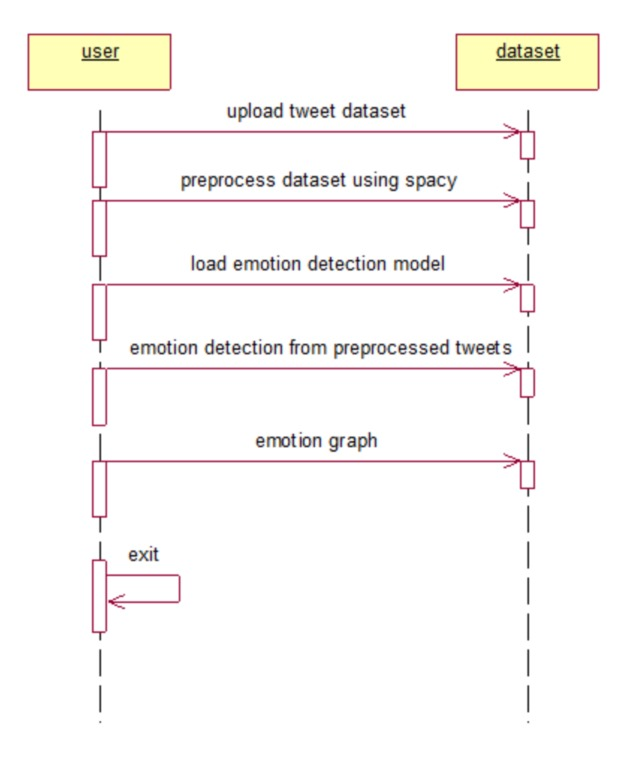 user
dataset
upload tweet dataset
preprocess dataset using spacy
load emotion detection model
emotion detection from preprocessed tweets
emotion graph
exit